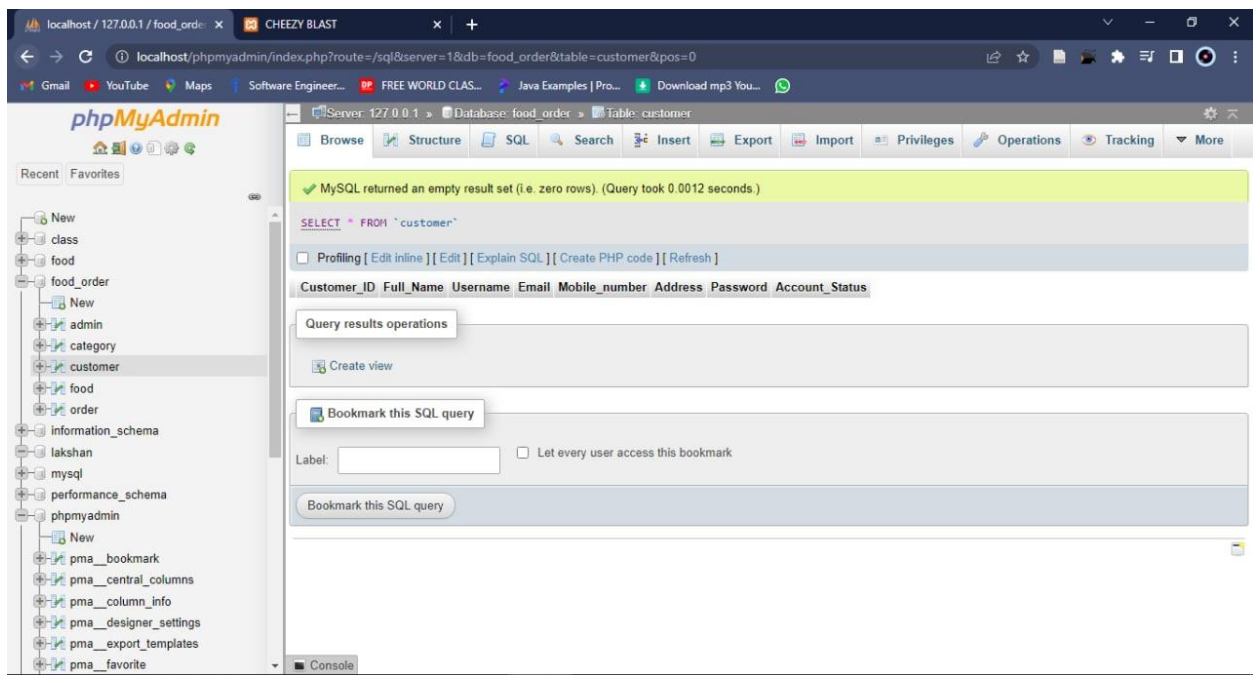 localhost / 127.0.0.1 / food_orde
CHEEZY BLAST
localhost/phpmyadmin/index.php?route=/sql&server=1&db=food_order&table=customer&pos=0
Gmail YouTube Maps Software Engineer... FREE WORLD CLAS... Java Examples | Pro... Download mp3 You...
phpMyAdmin
Recent Favorites
New
class
food
food_order
New
admin
category
customer
food
order
information_schema
lakshan
mysql
performance_schema
phpmyadmin
New
pma__bookmark
pma__central_columns
pma__column_info
pma__designer_settings
pma__export_templates
pma__favorite
Server: 127.0.0.1 » Database: food_order » Table: customer
Browse Structure SQL Search Insert Export Import Privileges Operations Tracking More
MySQL returned an empty result set (i.e. zero rows). (Query took 0.0012 seconds.)
SELECT * FROM `customer`
Profiling [ Edit inline ] [ Edit ] [ Explain SQL ] [ Create PHP code ] [ Refresh ]
Customer_ID Full_Name Username Email Mobile_number Address Password Account_Status
Query results operations
Create view
Bookmark this SQL query
Label: Let every user access this bookmark
Bookmark this SQL query
Console